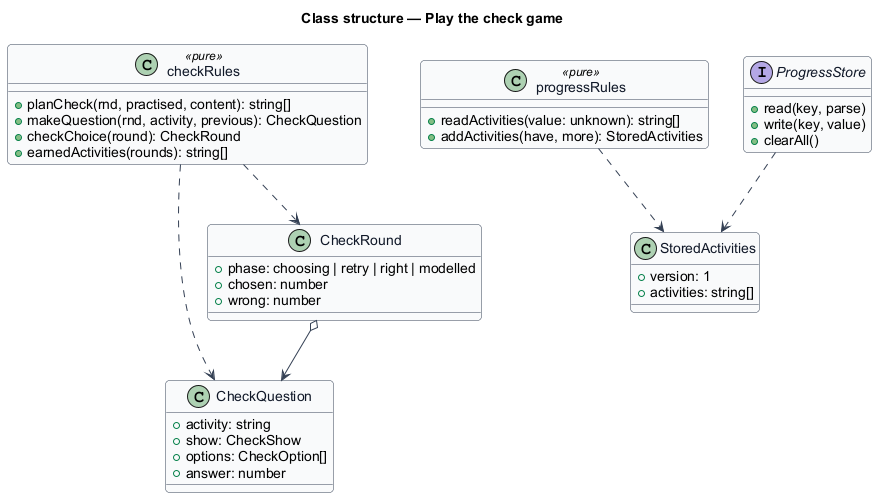 Class structure — Play the check game
C
«pure»
checkRules
planCheck(rnd, practised, content): string[]
makeQuestion(rnd, activity, previous): CheckQuestion
checkChoice(round): CheckRound
earnedActivities(rounds): string[]
C
«pure»
progressRules
readActivities(value: unknown): string[]
addActivities(have, more): StoredActivities
I ProgressStore
read(key, parse)
write(key, value)
clearAll()
C CheckRound
phase: choosing | retry | right | modelled
chosen: number
wrong: number
C StoredActivities
version: 1
activities: string[]
C CheckQuestion
activity: string
show: CheckShow
options: CheckOption[]
answer: number